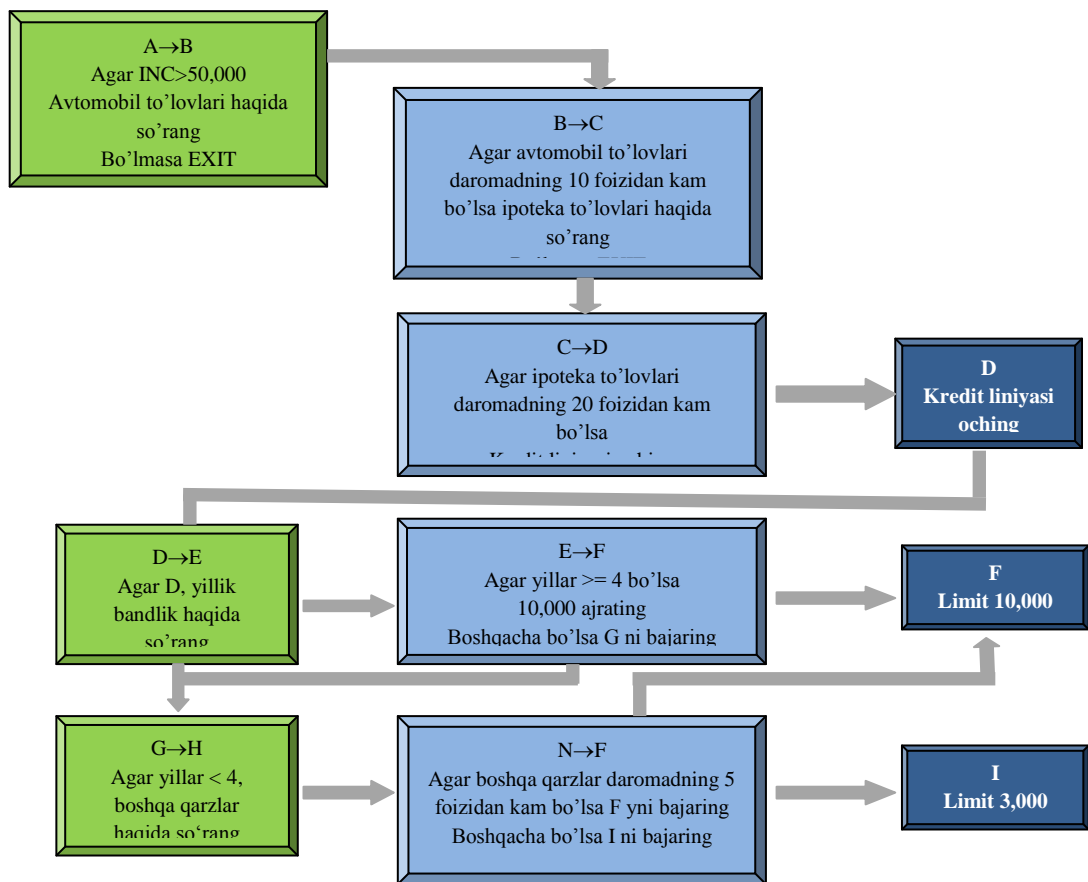 A→B
Agar INC>50,000
Avtomobil to’lovlari haqida
so’rang
Bo’lmasa EXIT
B→C
Agar avtomobil to’lovlari
daromadning 10 foizidan kam
bo’lsa ipoteka to’lovlari haqida
so’rang
C→D
Agar ipoteka to’lovlari
daromadning 20 foizidan kam
bo’lsa
D
Kredit liniyasi
oching
D→E
Agar D, yillik
bandlik haqida
so’rang
E→F
Agar yillar >= 4 bo’lsa
10,000 ajrating
Boshqacha bo’lsa G ni bajaring
F
Limit 10,000
G→H
Agar yillar < 4,
boshqa qarzlar
haqida so‘rang
N→F
Agar boshqa qarzlar daromadning 5
foizidan kam bo’lsa F yni bajaring
Boshqacha bo’lsa I ni bajaring
I
Limit 3,000